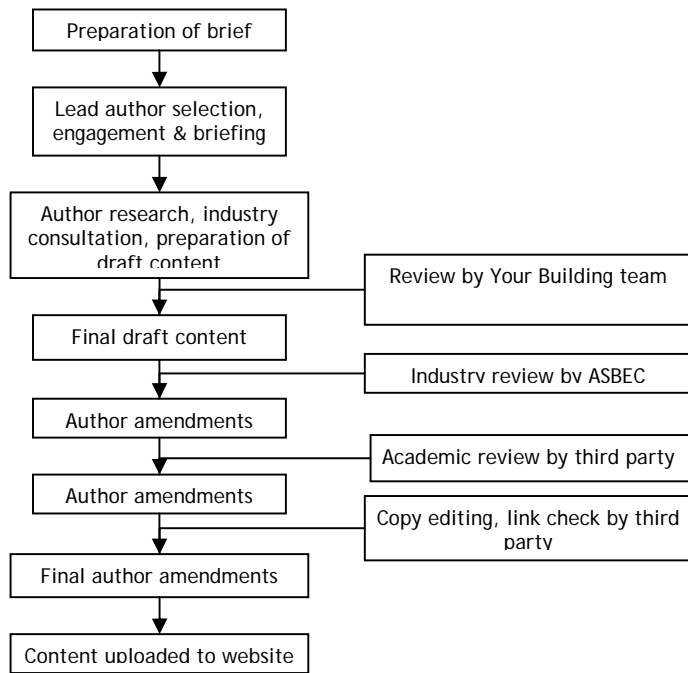 Preparation of brief
Lead author selection,
engagement & briefing
Author research, industry
consultation, preparation of
draft content
Review by Your Building team
Final draft content
Industry review by ASBEC
Author amendments
Academic review by third party
Author amendments
Copy editing, link check by third
party
Final author amendments
Content uploaded to website